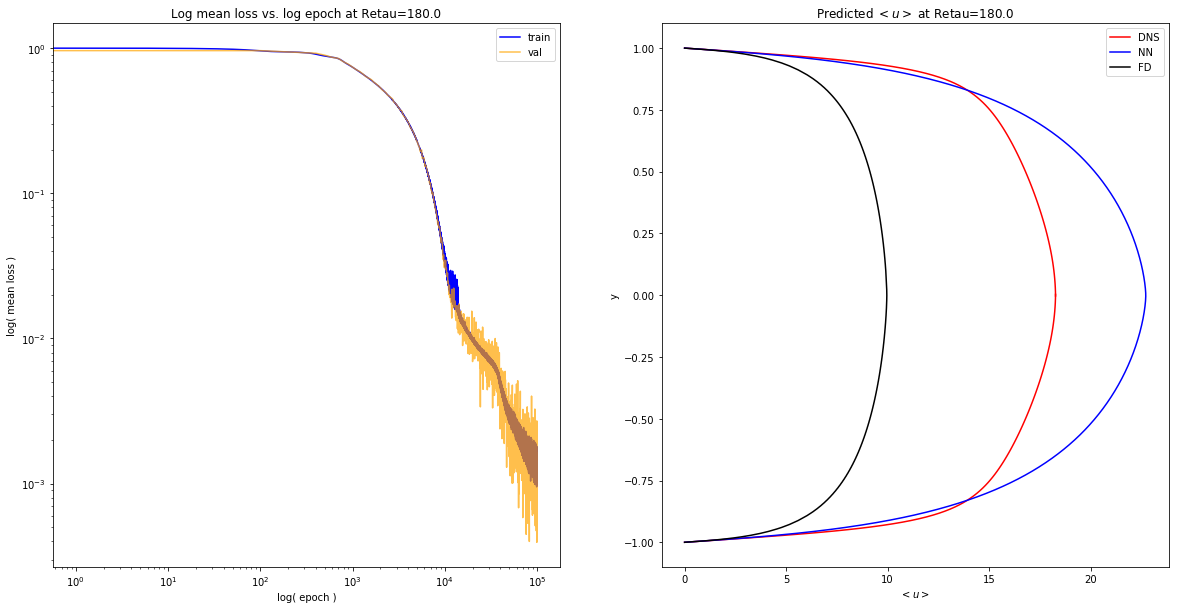 Log mean loss vs. log epoch at Retau=180.0
train
val
10⁰
10⁻¹
10⁻²
10⁻³
log( mean loss )
10⁰ 10¹ 10² 10³ 10⁴ 10⁵
log( epoch )
Predicted < u > at Retau=180.0
DNS
NN
FD
1.00
0.75
0.50
0.25
0.00
−0.25
−0.50
−0.75
−1.00
y
0 5 10 15 20
< u >